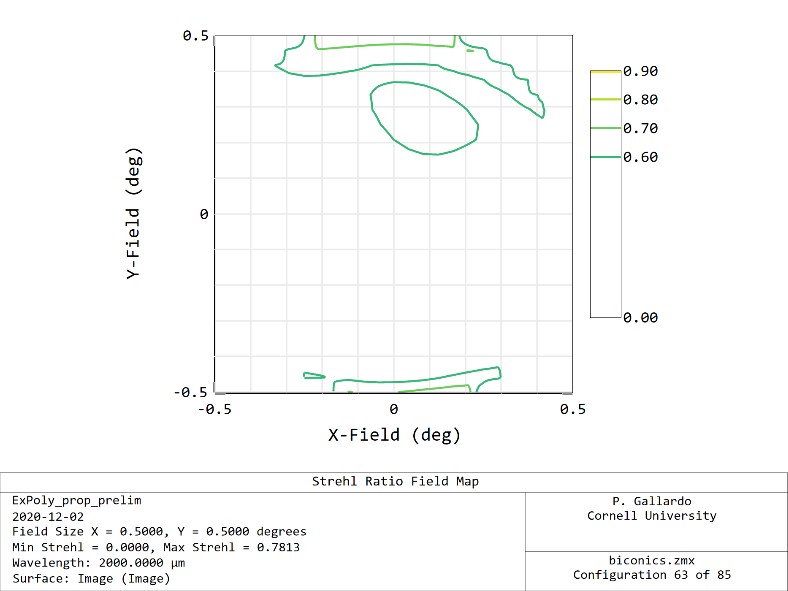 0.5
0
-0.5
-0.5
0
0.5
Y-Field (deg)
X-Field (deg)
0.90
0.80
0.70
0.60
0.00
Strehl Ratio Field Map
ExPoly_prop_prelim
2020-12-02
Field Size X = 0.5000, Y = 0.5000 degrees
Min Strehl = 0.0000, Max Strehl = 0.7813
Wavelength: 2000.0000 µm
Surface: Image (Image)
P. Gallardo
Cornell University
biconics.zmx
Configuration 63 of 85